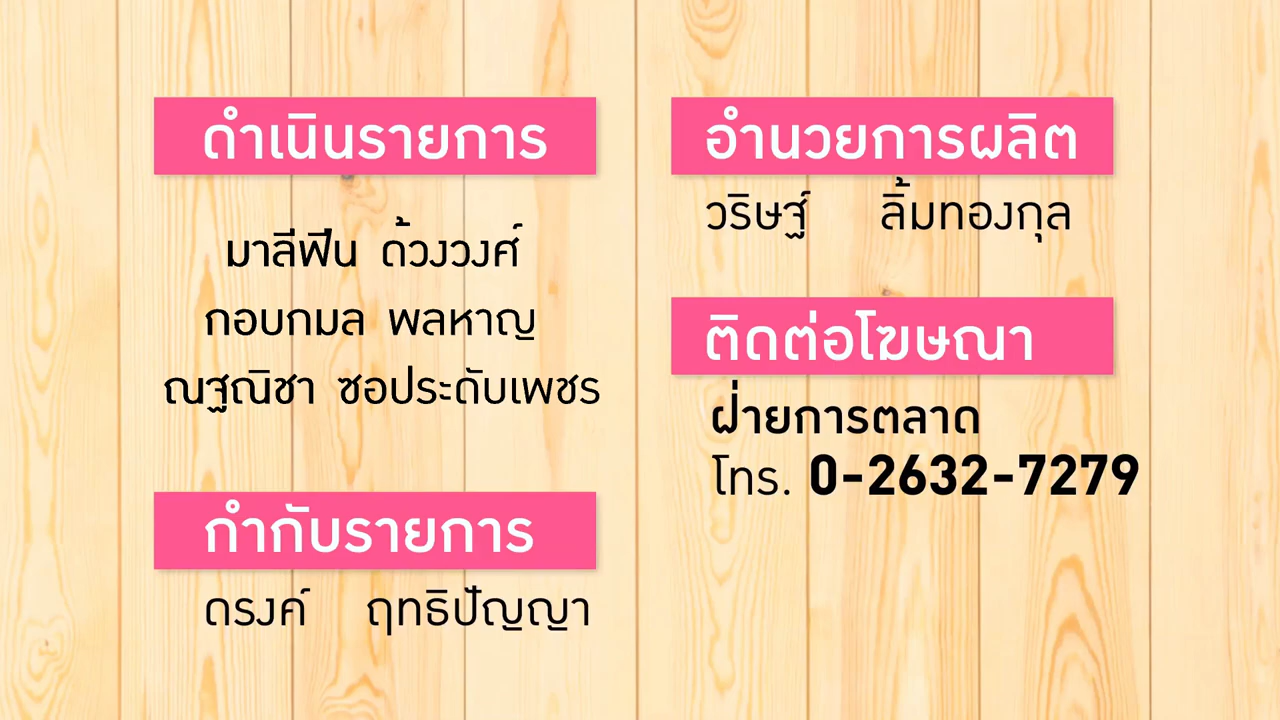 ดำเนินรายการ
มาลีฟีน ด้วงวงศ์
กอบกมล พลหาญ
ณฐณิชา ซอประดับเพชร
กำกับรายการ
ดรงค์ ฤทธิปัญญา
อำนวยการผลิต
วริษฐ์ ลิ้มทองกุล
ติดต่อโฆษณา
ฝ่ายการตลาด
โทร. 0-2632-7279